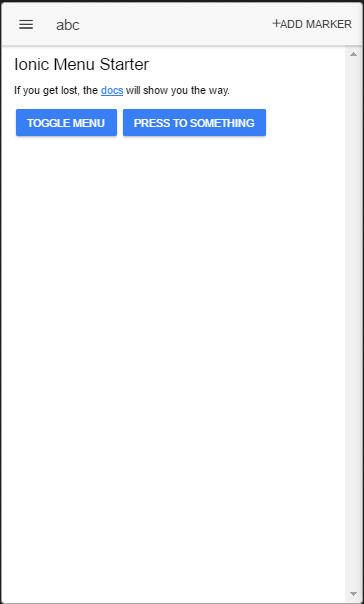 abc
+ADD MARKER
Ionic Menu Starter
If you get lost, the docs will show you the way.
TOGGLE MENU
PRESS TO SOMETHING